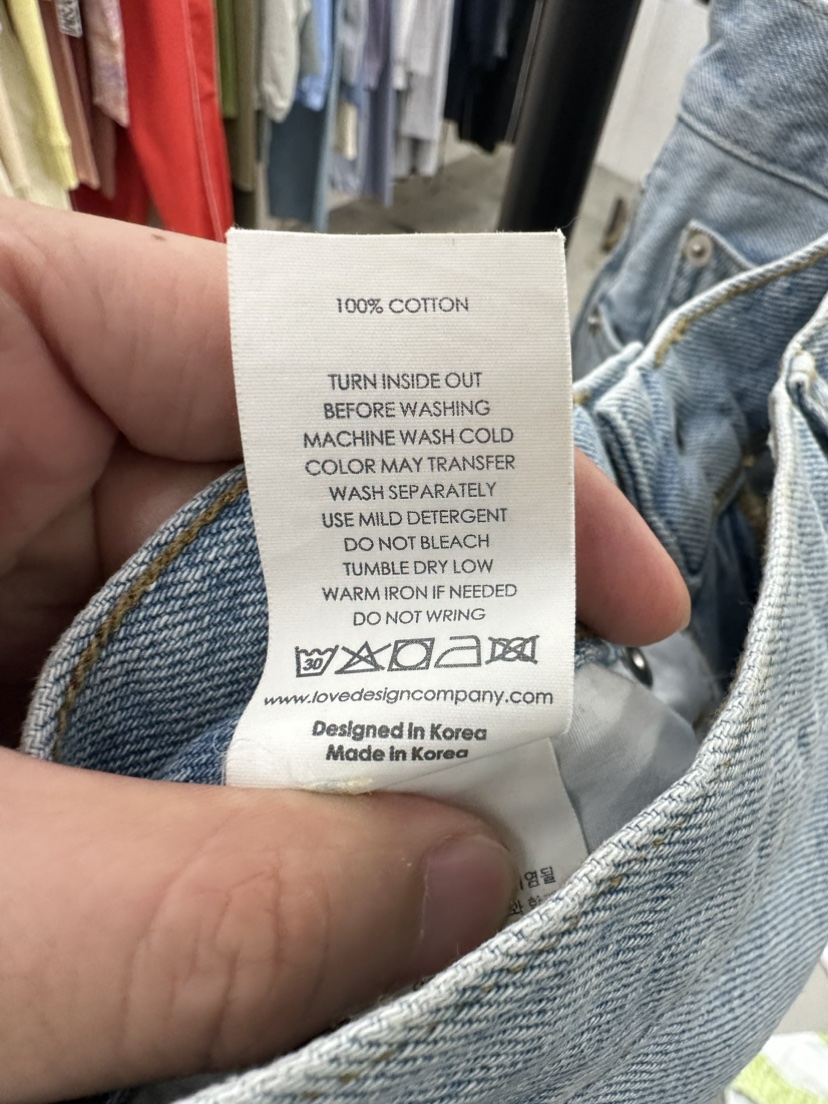 100% COTTON
TURN INSIDE OUT
BEFORE WASHING
MACHINE WASH COLD
COLOR MAY TRANSFER
WASH SEPARATELY
USE MILD DETERGENT
DO NOT BLEACH
TUMBLE DRY LOW
WARM IRON IF NEEDED
DO NOT WRING
30
www.lovedesigncompany.com
Designed in Korea
Made in Korea